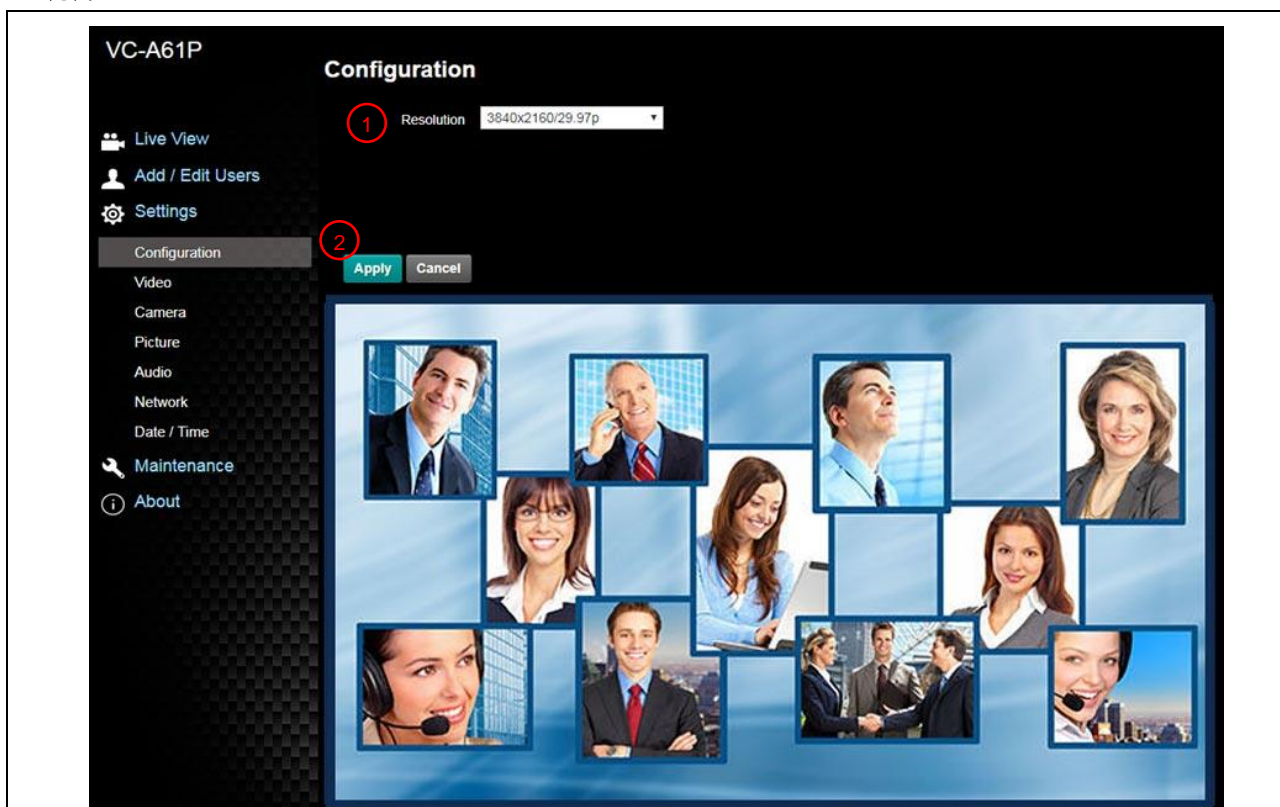 VC-A61P
Configuration
1
Resolution
3840x2160/29.97p
Live View
Add / Edit Users
Settings
Configuration
Video
Camera
Picture
Audio
Network
Date / Time
Maintenance
About
2
Apply
Cancel